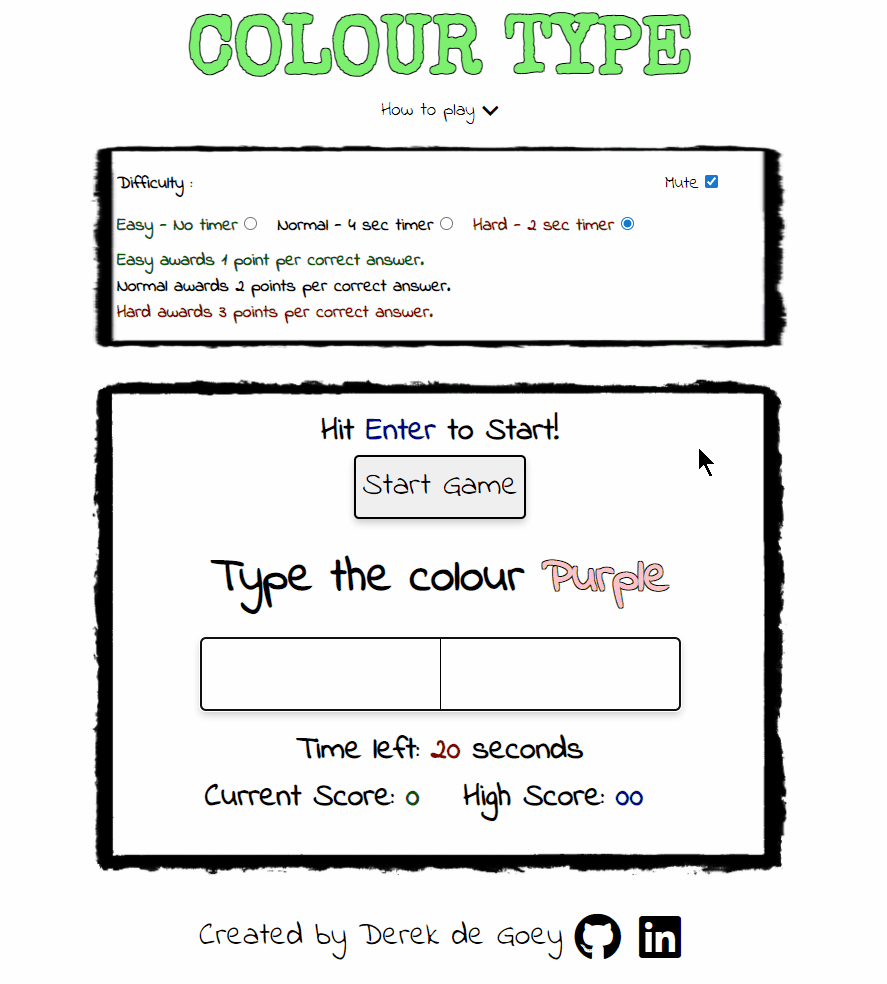 COLOUR TYPE
How to play
Difficulty :
Mute
Easy - No timer Normal - 4 sec timer Hard - 2 sec timer
Easy awards 1 point per correct answer.
Normal awards 2 points per correct answer.
Hard awards 3 points per correct answer.
Hit Enter to Start!
Start Game
Type the colour Purple
Time left: 20 seconds
Current Score: 0 High Score: 00
Created by Derek de Goey
in